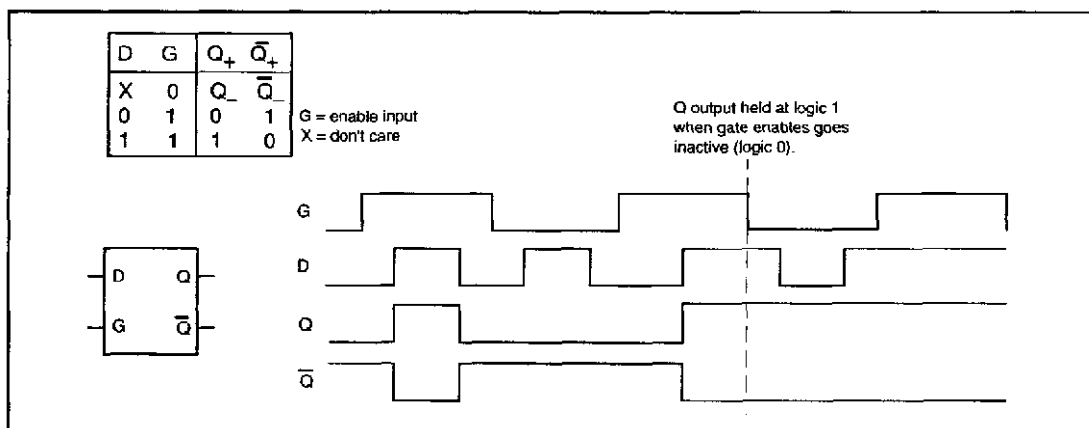 D G Q₊ Q̅₊
X 0 Q₋ Q̅₋
0 1 0 1 G = enable input
1 1 1 0 X = don't care
Q output held at logic 1
when gate enables goes
inactive (logic 0).
G
D
Q
Q̅
D Q
G Q̅